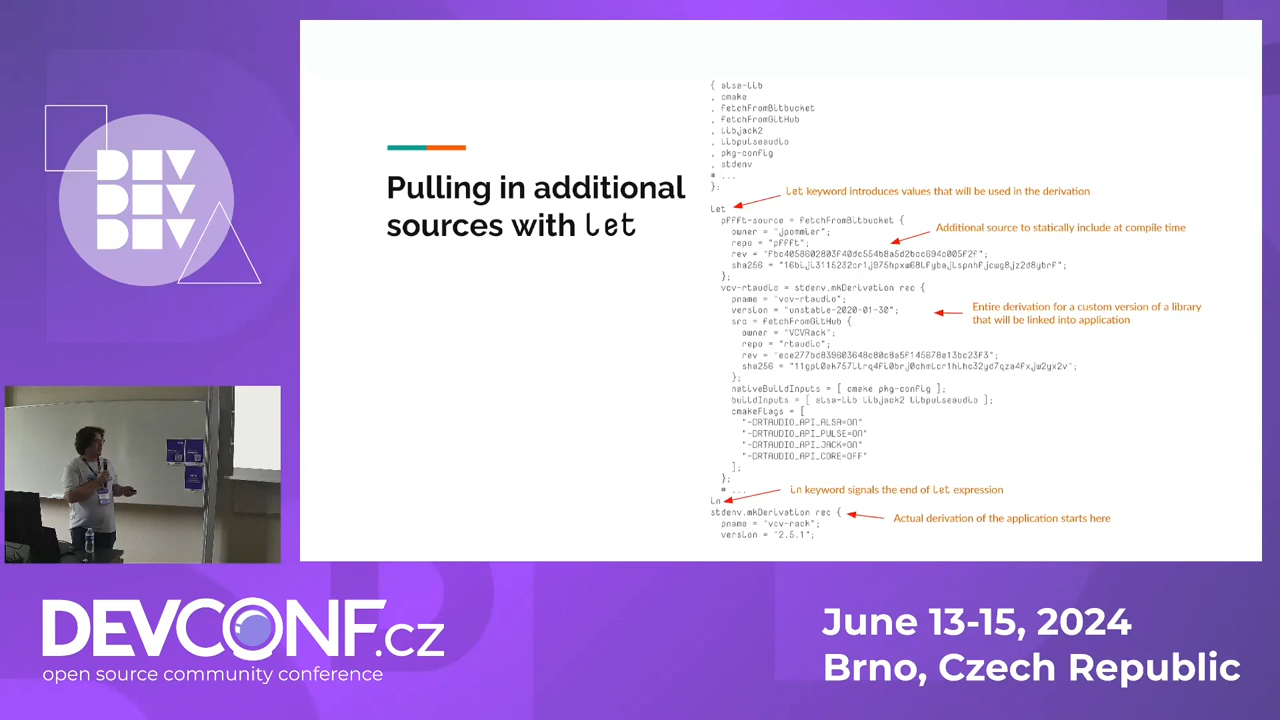 DEV
DEV
DEV
Pulling in additional
sources with let
{ alsa-lib
, cmake
, fetchFromBitbucket
, fetchFromGitHub
, libjack2
, libpulseaudio
, pkg-config
, stdenv
# ...
};
let keyword introduces values that will be used in the derivation
let
pffft-source = fetchFromBitbucket {
owner = "jpommier";
repo = "pffft";
Additional source to statically include at compile time
};
vcv-rtaudio = stdenv.mkDerivation rec {
pname = "vcv-rtaudio";
version = "unstable-2020-01-30";
Entire derivation for a custom version of a library
that will be linked into application
src = fetchFromGitHub {
owner = "VCVRack";
repo = "rtaudio";
rev = "ece277bd839603648c80c8a5f145678e13bc23f3";
};
nativeBuildInputs = [ cmake pkg-config ];
buildInputs = [ alsa-lib libjack2 libpulseaudio ];
cmakeFlags = [
"-DRTAUDIO_API_ALSA=ON"
"-DRTAUDIO_API_PULSE=ON"
"-DRTAUDIO_API_JACK=ON"
"-DRTAUDIO_API_CORE=OFF"
];
};
# ...
in keyword signals the end of let expression
in
stdenv.mkDerivation rec {
Actual derivation of the application starts here
pname = "vcv-rack";
version = "2.5.1";
DEVCONF.cz
open source community conference
June 13-15, 2024
Brno, Czech Republic